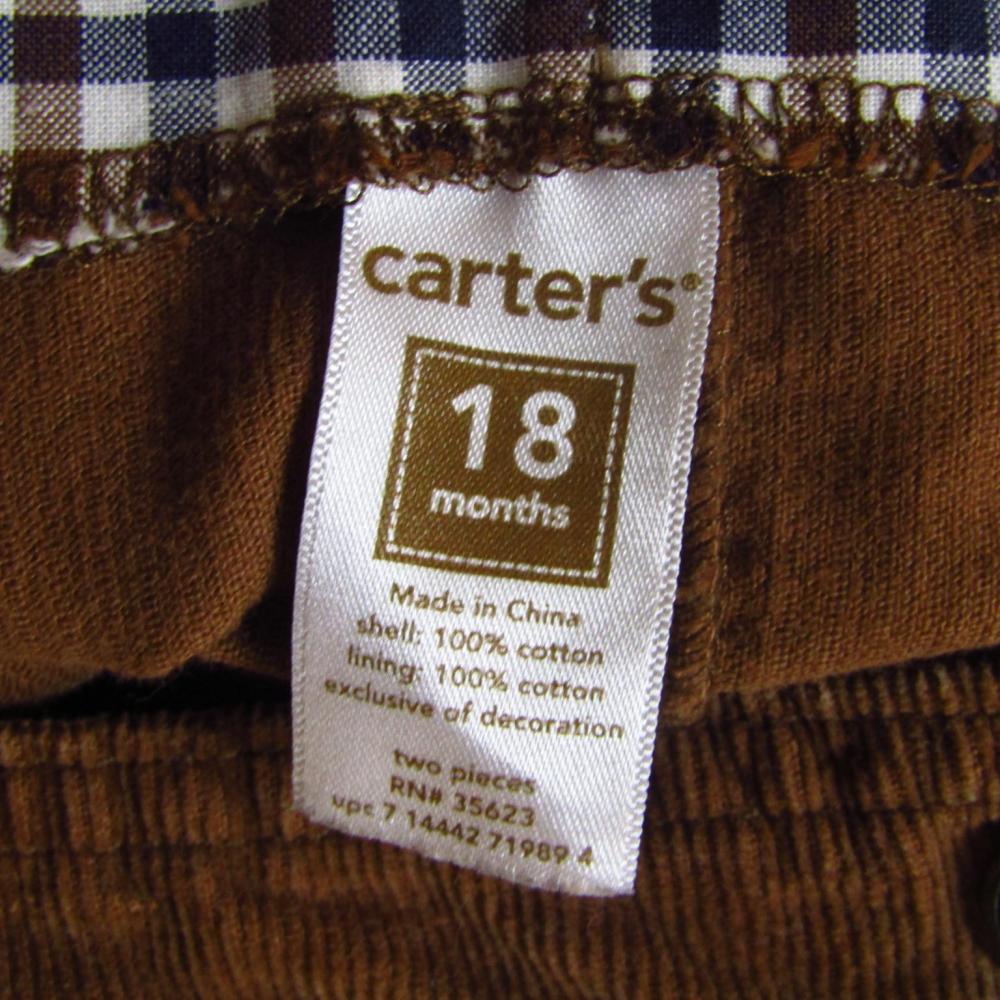 carter's®
18
months
Made in China
shell: 100% cotton
lining: 100% cotton
exclusive of decoration
two pieces
RN# 35623
upc 7 14442 71989 4